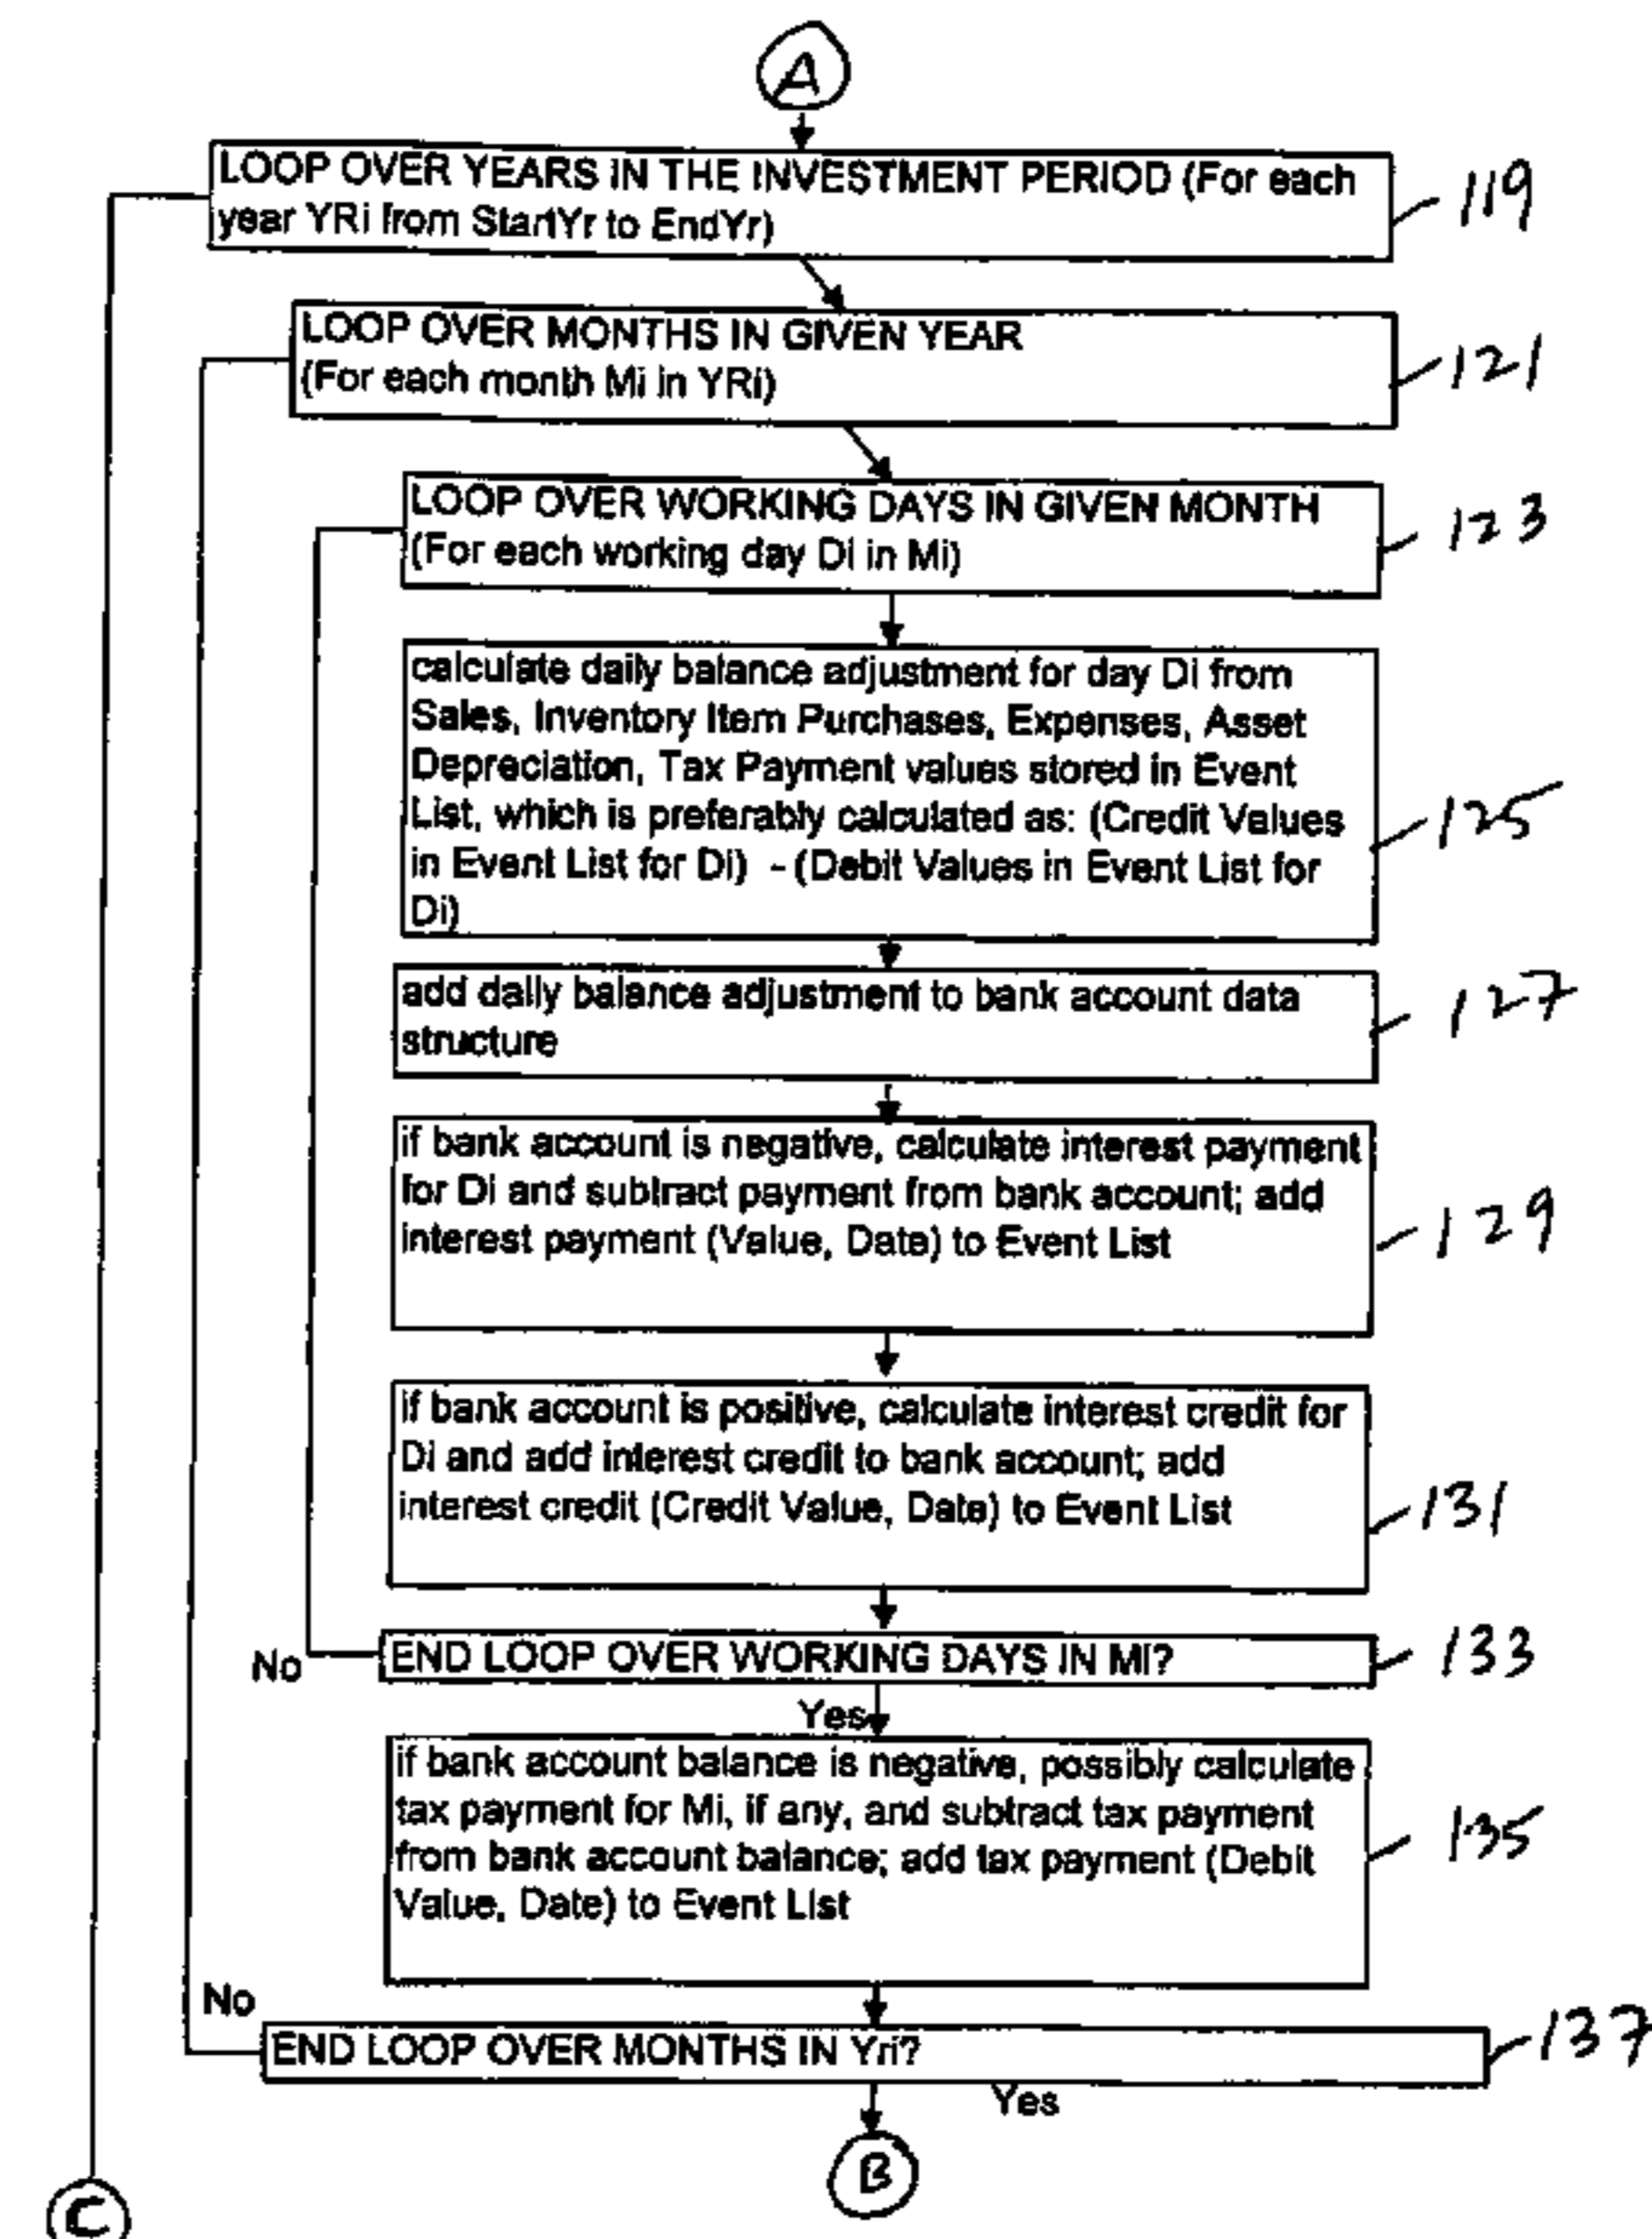 A
LOOP OVER YEARS IN THE INVESTMENT PERIOD (For each
year YRi from StartYr to EndYr)
119
LOOP OVER MONTHS IN GIVEN YEAR
(For each month Mi in YRi)
121
LOOP OVER WORKING DAYS IN GIVEN MONTH
(For each working day Di in Mi)
123
calculate daily balance adjustment for day Di from
Sales, Inventory Item Purchases, Expenses, Asset
Depreciation, Tax Payment values stored in Event
List, which is preferably calculated as: (Credit Values
in Event List for Di) - (Debit Values in Event List for
Di)
125
add daily balance adjustment to bank account data
structure
127
if bank account is negative, calculate interest payment
for Di and subtract payment from bank account; add
interest payment (Value, Date) to Event List
129
if bank account is positive, calculate interest credit for
Di and add interest credit to bank account; add
interest credit (Credit Value, Date) to Event List
131
No
END LOOP OVER WORKING DAYS IN Mi?
133
Yes
if bank account balance is negative, possibly calculate
tax payment for Mi, if any, and subtract tax payment
from bank account balance; add tax payment (Debit
Value, Date) to Event List
135
No
END LOOP OVER MONTHS IN Yri?
137
Yes
B
C